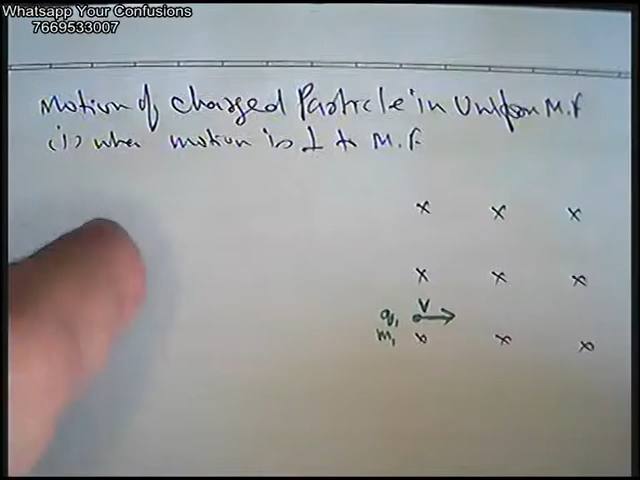 Whatsapp Your Confusions
7669533007
Motion of charged Particle in Uniform M.F
(i) when motion is ⊥ to M.F
x x x
x x x
V
q,
m, x x x